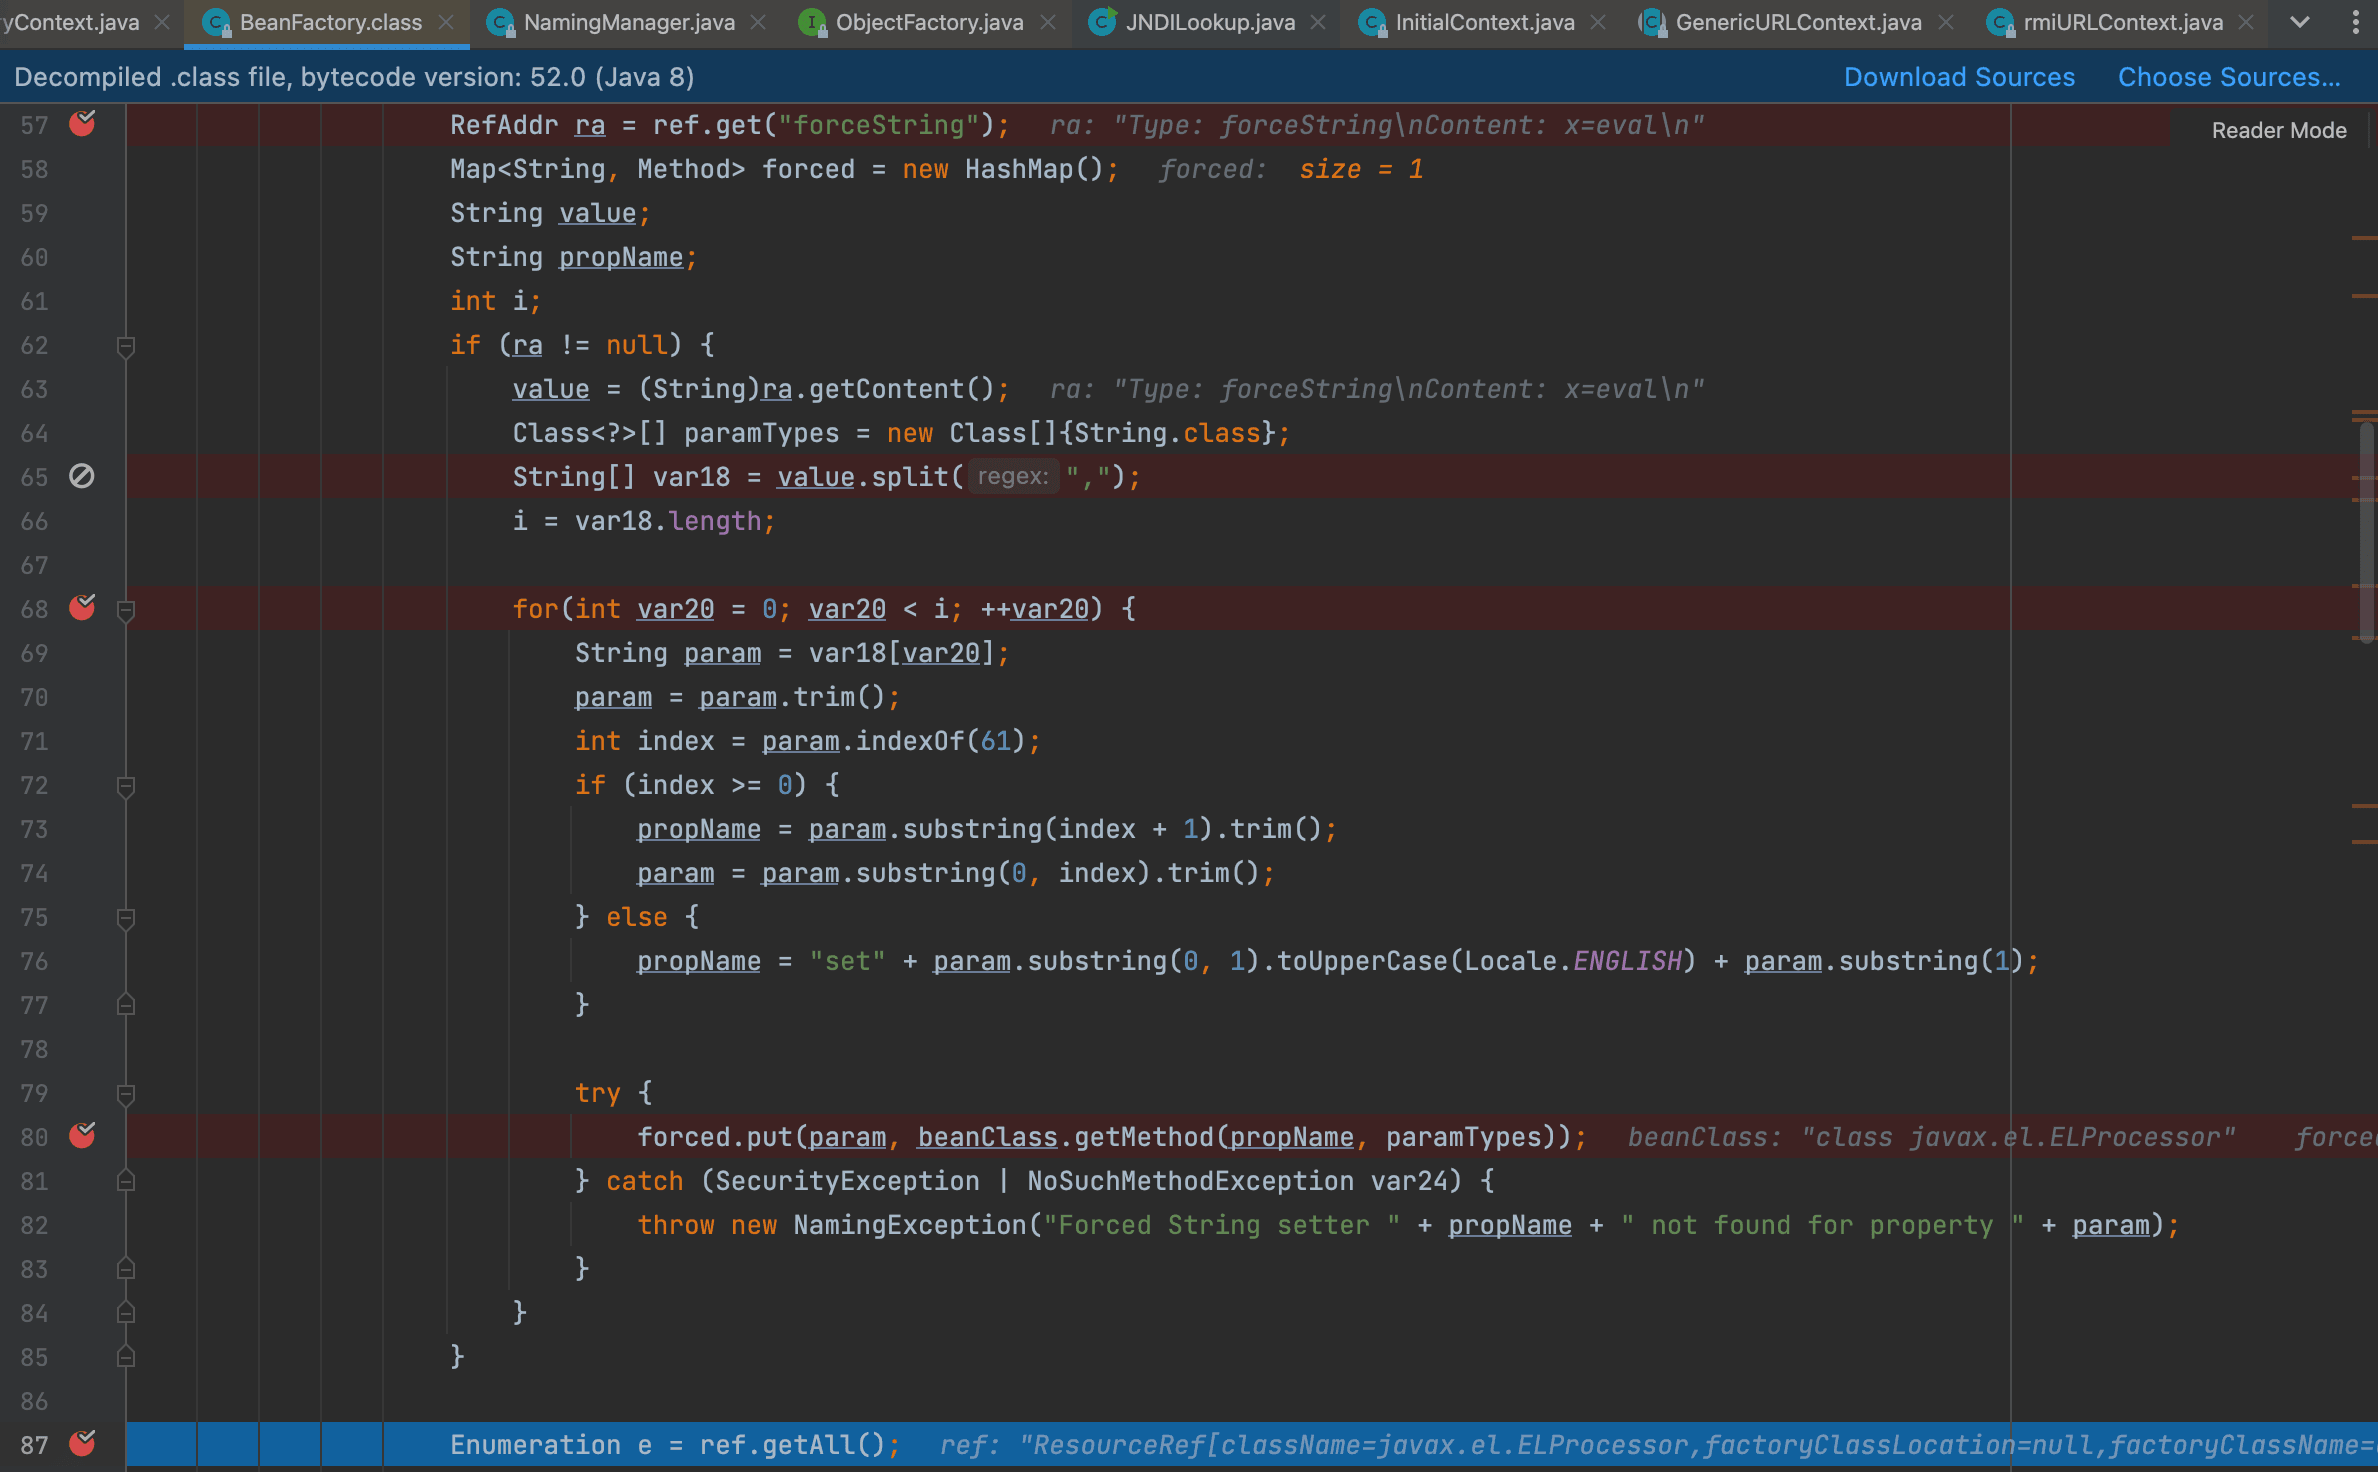 yContext.java BeanFactory.class NamingManager.java ObjectFactory.java JNDILookup.java InitialContext.java GenericURLContext.java rmiURLContext.java
Decompiled .class file, bytecode version: 52.0 (Java 8) Download Sources Choose Sources...
Reader Mode
57 RefAddr ra = ref.get("forceString"); ra: "Type: forceString\nContent: x=eval\n"
58 Map<String, Method> forced = new HashMap(); forced: size = 1
59 String value;
60 String propName;
61 int i;
62 if (ra != null) {
63 value = (String)ra.getContent(); ra: "Type: forceString\nContent: x=eval\n"
64 Class<?>[] paramTypes = new Class[]{String.class};
65 String[] var18 = value.split( regex: ",");
66 i = var18.length;
67
68 for(int var20 = 0; var20 < i; ++var20) {
69 String param = var18[var20];
70 param = param.trim();
71 int index = param.indexOf(61);
72 if (index >= 0) {
73 propName = param.substring(index + 1).trim();
74 param = param.substring(0, index).trim();
75 } else {
76 propName = "set" + param.substring(0, 1).toUpperCase(Locale.ENGLISH) + param.substring(1);
77 }
78
79 try {
80 forced.put(param, beanClass.getMethod(propName, paramTypes)); beanClass: "class javax.el.ELProcessor" force
81 } catch (SecurityException | NoSuchMethodException var24) {
82 throw new NamingException("Forced String setter " + propName + " not found for property " + param);
83 }
84 }
85 }
86
87 Enumeration e = ref.getAll(); ref: "ResourceRef[className=javax.el.ELProcessor,factoryClassLocation=null,factoryClassName=